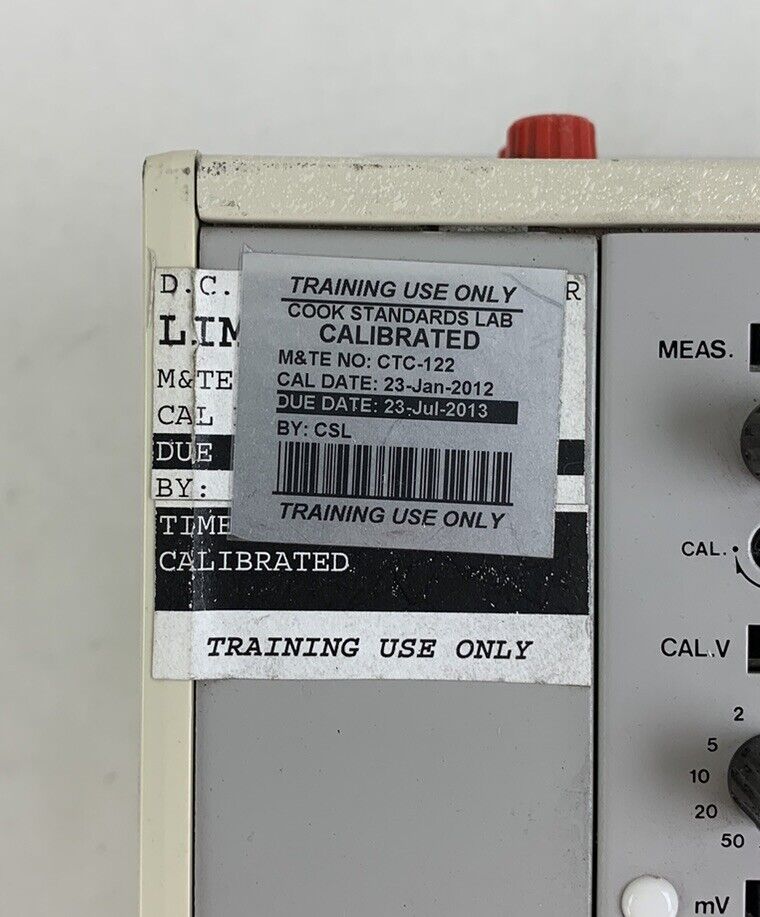 TRAINING USE ONLY
COOK STANDARDS LAB
CALIBRATED
M&TE NO: CTC-122
CAL DATE: 23-Jan-2012
DUE DATE: 23-Jul-2013
BY: CSL
TRAINING USE ONLY
D.C.
M&TE
CAL
DUE
BY:
TIME
CALIBRATED
TRAINING USE ONLY
MEAS.
CAL.
CAL.V
2
5
10
20
50
mV